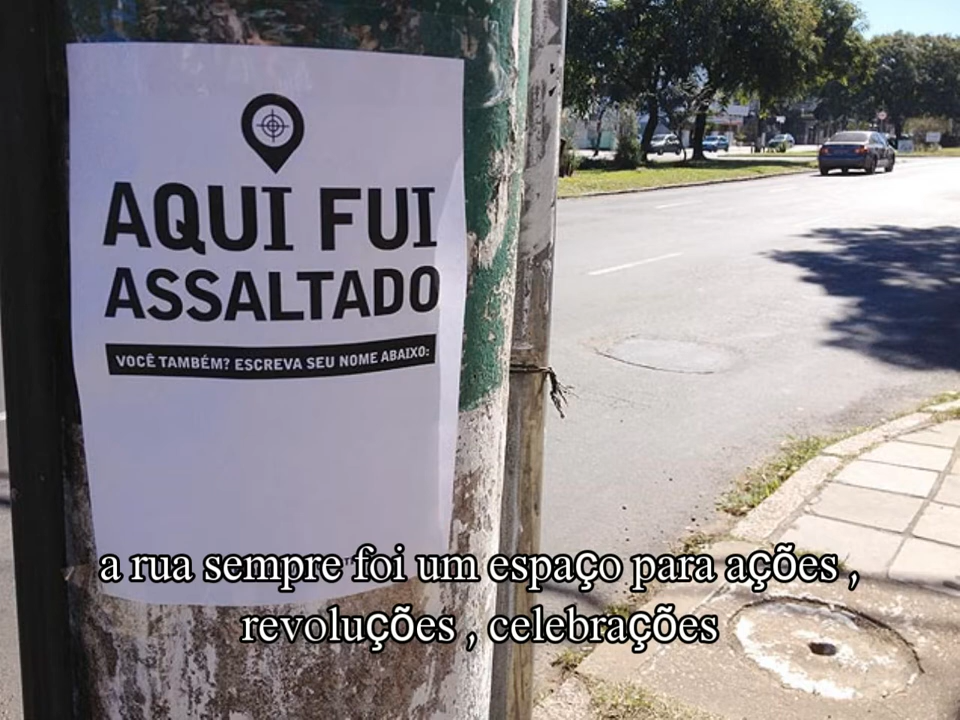 AQUI FUI
ASSALTADO
VOCÊ TAMBÉM? ESCREVA SEU NOME ABAIXO:
a rua sempre foi um espaço para ações ,
revoluções , celebrações